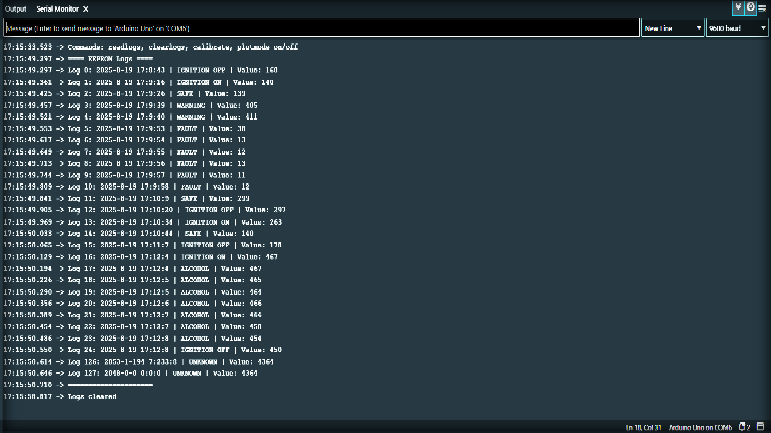 Output Serial Monitor X
Message (Enter to send message to 'Arduino Uno' on 'COM6')
New Line
9600 baud
17:15:33.523 -> Commands: readlogs, clearlogs, calibrate, plotmode on/off
17:15:49.297 -> ==== EEPROM Logs ====
17:15:49.297 -> Log 0: 2025-8-19 17:8:43 | IGNITION OFF | Value: 160
17:15:49.361 -> Log 1: 2025-8-19 17:9:16 | IGNITION ON | Value: 140
17:15:49.425 -> Log 2: 2025-8-19 17:9:26 | SAFE | Value: 139
17:15:49.457 -> Log 3: 2025-8-19 17:9:39 | WARNING | Value: 405
17:15:49.521 -> Log 4: 2025-8-19 17:9:40 | WARNING | Value: 411
17:15:49.553 -> Log 5: 2025-8-19 17:9:53 | FAULT | Value: 38
17:15:49.617 -> Log 6: 2025-8-19 17:9:54 | FAULT | Value: 13
17:15:49.649 -> Log 7: 2025-8-19 17:9:55 | FAULT | Value: 12
17:15:49.713 -> Log 8: 2025-8-19 17:9:56 | FAULT | Value: 13
17:15:49.744 -> Log 9: 2025-8-19 17:9:57 | FAULT | Value: 11
17:15:49.809 -> Log 10: 2025-8-19 17:9:58 | FAULT | Value: 12
17:15:49.841 -> Log 11: 2025-8-19 17:10:9 | SAFE | Value: 299
17:15:49.905 -> Log 12: 2025-8-19 17:10:20 | IGNITION OFF | Value: 297
17:15:49.969 -> Log 13: 2025-8-19 17:10:34 | IGNITION ON | Value: 263
17:15:50.033 -> Log 14: 2025-8-19 17:10:44 | SAFE | Value: 140
17:15:50.065 -> Log 15: 2025-8-19 17:11:7 | IGNITION OFF | Value: 178
17:15:50.129 -> Log 16: 2025-8-19 17:12:4 | IGNITION ON | Value: 467
17:15:50.194 -> Log 17: 2025-8-19 17:12:4 | ALCOHOL | Value: 467
17:15:50.226 -> Log 18: 2025-8-19 17:12:5 | ALCOHOL | Value: 465
17:15:50.290 -> Log 19: 2025-8-19 17:12:5 | ALCOHOL | Value: 464
17:15:50.356 -> Log 20: 2025-8-19 17:12:6 | ALCOHOL | Value: 466
17:15:50.389 -> Log 21: 2025-8-19 17:12:7 | ALCOHOL | Value: 464
17:15:50.454 -> Log 22: 2025-8-19 17:12:7 | ALCOHOL | Value: 458
17:15:50.486 -> Log 23: 2025-8-19 17:12:8 | ALCOHOL | Value: 454
17:15:50.550 -> Log 24: 2025-8-19 17:12:8 | IGNITION OFF | Value: 450
17:15:50.614 -> Log 126: 2053-1-194 7:233:8 | UNKNOWN | Value: 4364
17:15:50.646 -> Log 127: 2048-0-0 0:0:0 | UNKNOWN | Value: 4364
17:15:50.710 -> =====================
17:15:58.817 -> Logs cleared
Ln 18, Col 31 Arduino Uno on COM6 2